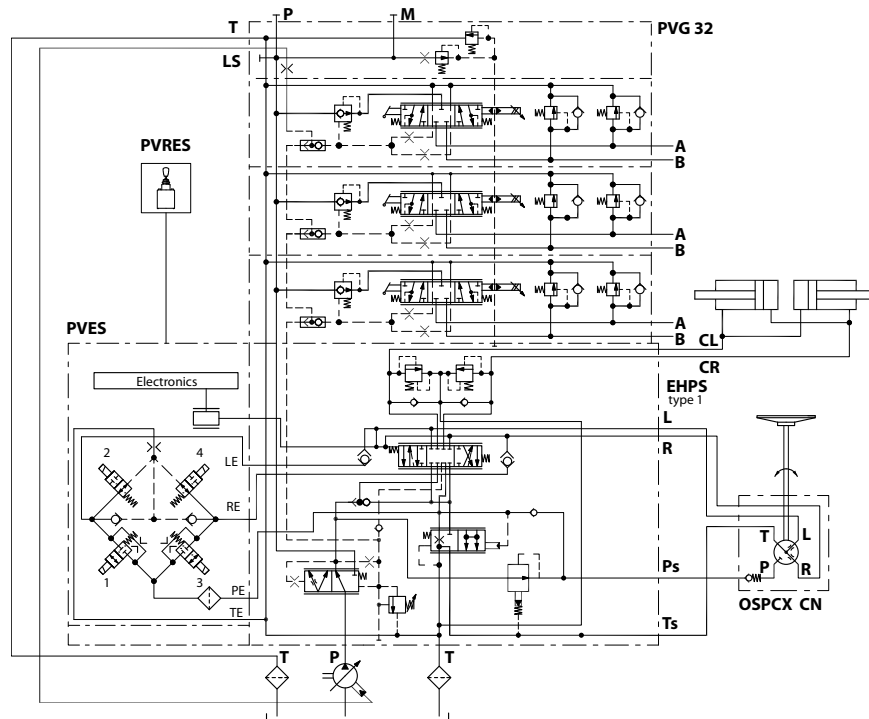 P
M
T
PVG 32
LS
PVRES
A
B
A
B
A
B
PVES
CL
CR
Electronics
EHPS
type 1
L
R
2
4
LE
RE
T
L
P
R
1
3
PE
TE
Ps
Ts
OSPCX CN
T
P
T